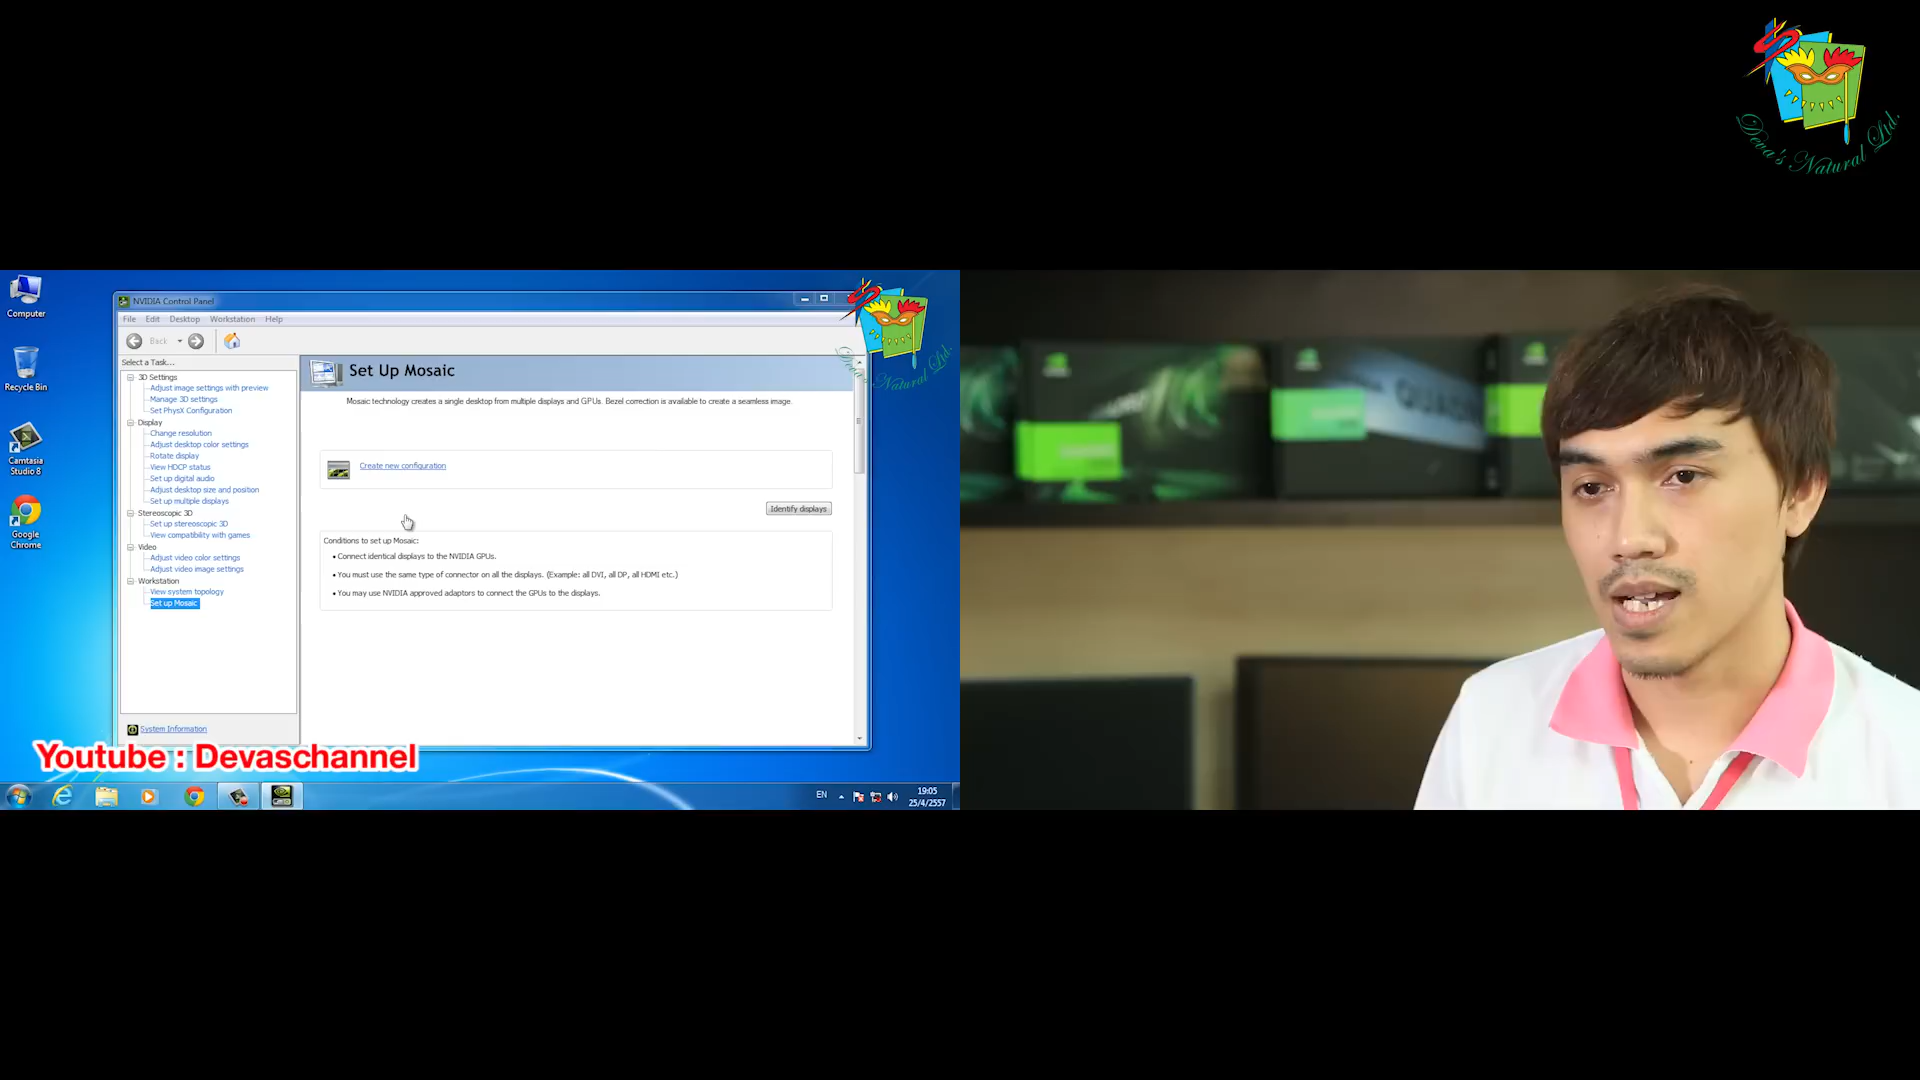 Deva's Natural Ltd.
Computer
Recycle Bin
Camtasia
Studio 8
Google
Chrome
NVIDIA Control Panel
File Edit Desktop Workstation Help
Back
Select a Task...
3D Settings
Adjust image settings with preview
Manage 3D settings
Set PhysX Configuration
Display
Change resolution
Adjust desktop color settings
Rotate display
View HDCP status
Set up digital audio
Adjust desktop size and position
Set up multiple displays
Stereoscopic 3D
Set up stereoscopic 3D
View compatibility with games
Video
Adjust video color settings
Adjust video image settings
Workstation
View system topology
Set up Mosaic
System Information
Set Up Mosaic
Mosaic technology creates a single desktop from multiple displays and GPUs. Bezel correction is available to create a seamless image.
Create new configuration
Identify displays
Conditions to set up Mosaic:
• Connect identical displays to the NVIDIA GPUs.
• You must use the same type of connector on all the displays. (Example: all DVI, all DP, all HDMI etc.)
• You may use NVIDIA approved adaptors to connect the GPUs to the displays.
Deva's Natural Ltd.
Youtube : Devaschannel
EN
19:05
25/4/2557